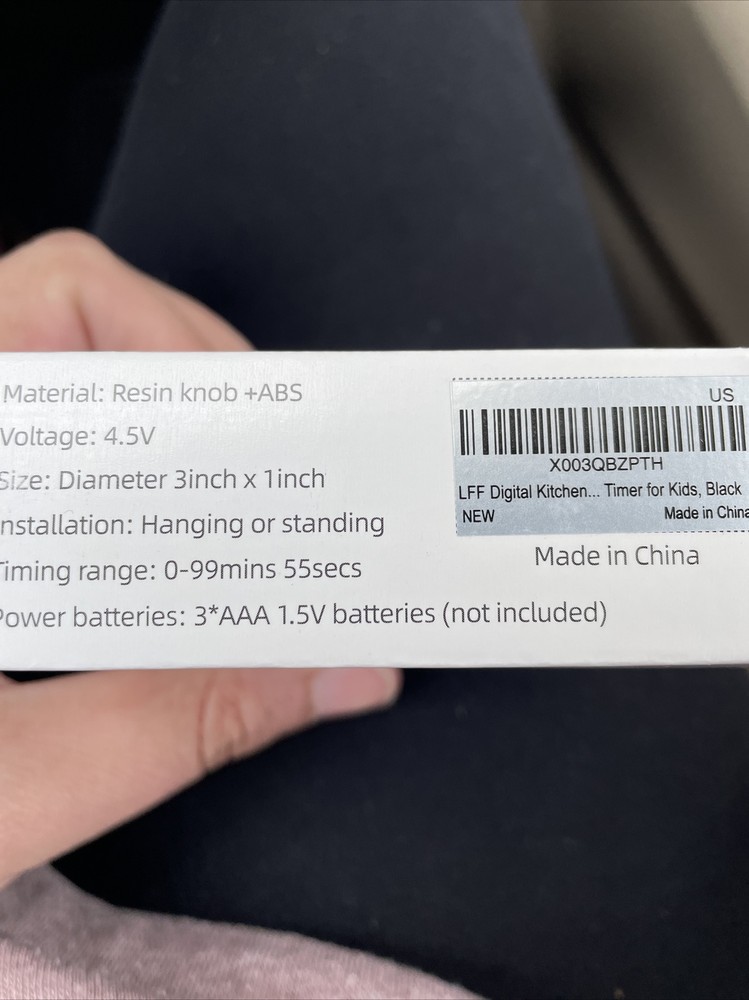 Material: Resin knob +ABS
Voltage: 4.5V
Size: Diameter 3inch x 1inch
nstallation: Hanging or standing
Timing range: 0-99mins 55secs
Power batteries: 3*AAA 1.5V batteries (not included)
US
X003QBZPTH
LFF Digital Kitchen... Timer for Kids, Black
NEW Made in China
Made in China